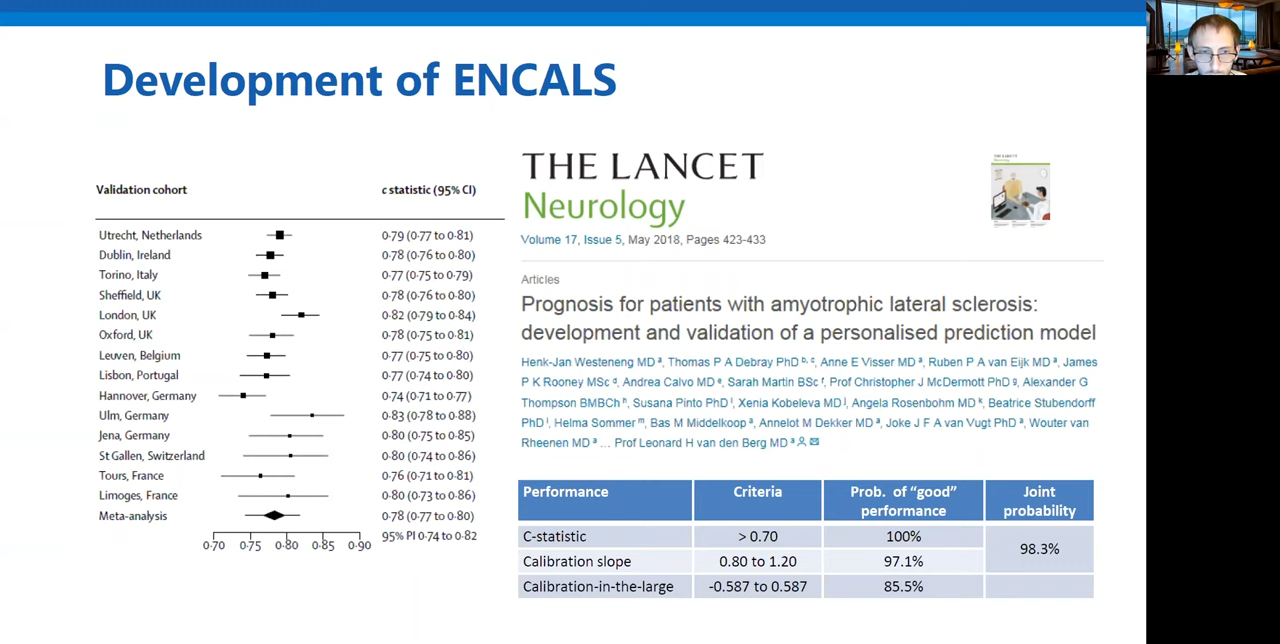 Development of ENCALS
Validation cohort
c statistic (95% CI)
Utrecht, Netherlands 0·79 (0·77 to 0·81)
Dublin, Ireland 0·78 (0·76 to 0·80)
Torino, Italy 0·77 (0·75 to 0·79)
Sheffield, UK 0·78 (0·76 to 0·80)
London, UK 0·82 (0·79 to 0·84)
Oxford, UK 0·78 (0·75 to 0·81)
Leuven, Belgium 0·77 (0·75 to 0·80)
Lisbon, Portugal 0·77 (0·74 to 0·80)
Hannover, Germany 0·74 (0·71 to 0·77)
Ulm, Germany 0·83 (0·78 to 0·88)
Jena, Germany 0·80 (0·75 to 0·85)
St Gallen, Switzerland 0·80 (0·74 to 0·86)
Tours, France 0·76 (0·71 to 0·81)
Limoges, France 0·80 (0·73 to 0·86)
Meta-analysis 0·78 (0·77 to 0·80)
95% PI 0·74 to 0·82
0·70 0·75 0·80 0·85 0·90
THE LANCET
Neurology
Volume 17, Issue 5, May 2018, Pages 423-433
Articles
Prognosis for patients with amyotrophic lateral sclerosis:
development and validation of a personalised prediction model
Henk-Jan Westeneng MD a, Thomas P A Debray PhD b, c, Anne E Visser MD a, Ruben P A van Eijk MD a, James
P K Rooney MSc d, Andrea Calvo MD e, Sarah Martin BSc f, Prof Christopher J McDermott PhD g, Alexander G
Thompson BMBCh h, Susana Pinto PhD i, Xenia Kobeleva MD j, Angela Rosenbohm MD k, Beatrice Stubendorff
PhD l, Helma Sommer m, Bas M Middelkoop a, Annelot M Dekker MD a, Joke J F A van Vugt PhD a, Wouter van
Rheenen MD a ... Prof Leonard H van den Berg MD a
Performance Criteria Prob. of “good” performance Joint probability
C-statistic > 0.70 100% 98.3%
Calibration slope 0.80 to 1.20 97.1%
Calibration-in-the-large -0.587 to 0.587 85.5%